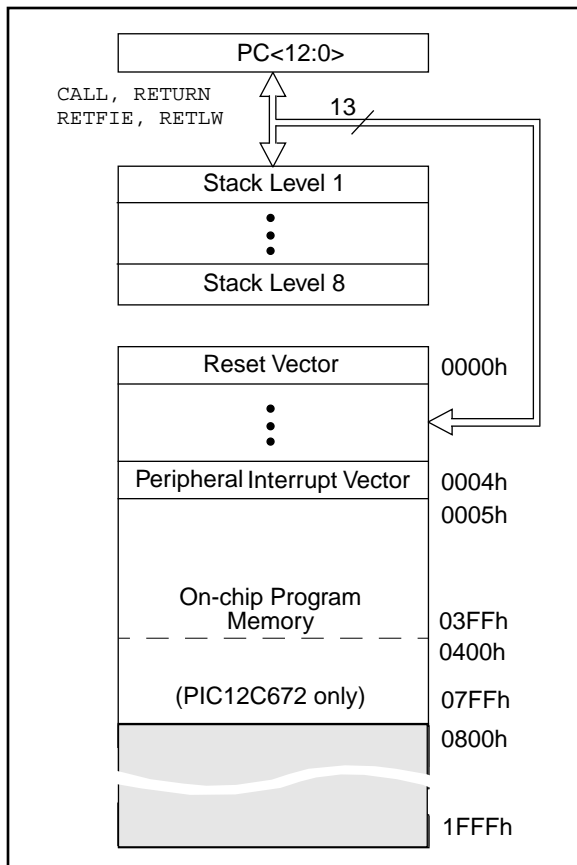 PC<12:0>
CALL, RETURN
RETFIE, RETLW
13
Stack Level 1
Stack Level 8
Reset Vector
0000h
Peripheral Interrupt Vector
0004h
0005h
On-chip Program
Memory
03FFh
0400h
(PIC12C672 only)
07FFh
0800h
1FFFh